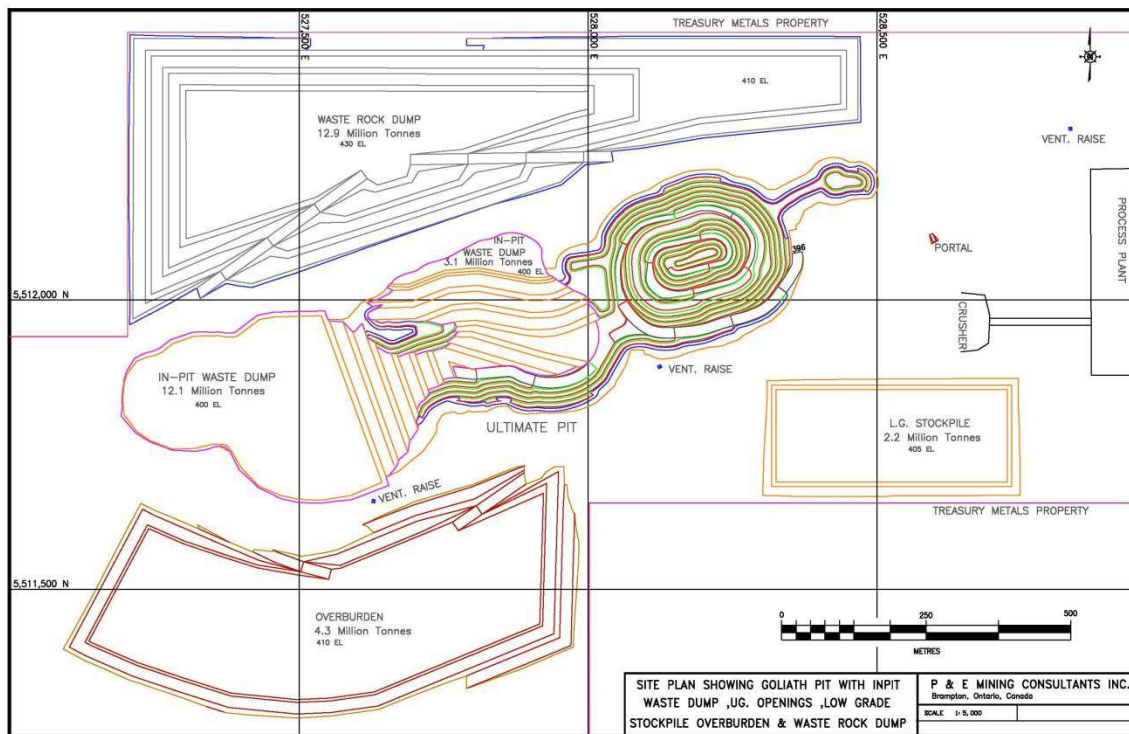 TREASURY METALS PROPERTY
527,500 E
528,000 E
528,500 E
N
410 EL
WASTE ROCK DUMP
12.9 Million Tonnes
430 EL
VENT. RAISE
PROCESS PLANT
IN-PIT
WASTE DUMP
3.1 Million Tonnes
400 EL
396
PORTAL
5,512,000 N
CRUSHER
IN-PIT WASTE DUMP
12.1 Million Tonnes
400 EL
VENT. RAISE
ULTIMATE PIT
L.G. STOCKPILE
2.2 Million Tonnes
405 EL
VENT. RAISE
TREASURY METALS PROPERTY
5,511,500 N
OVERBURDEN
4.3 Million Tonnes
410 EL
0 250 500
METRES
SITE PLAN SHOWING GOLIATH PIT WITH INPIT
WASTE DUMP ,UG. OPENINGS ,LOW GRADE
STOCKPILE OVERBURDEN & WASTE ROCK DUMP
P & E MINING CONSULTANTS INC.
Brampton, Ontario, Canada
SCALE 1: 5,000